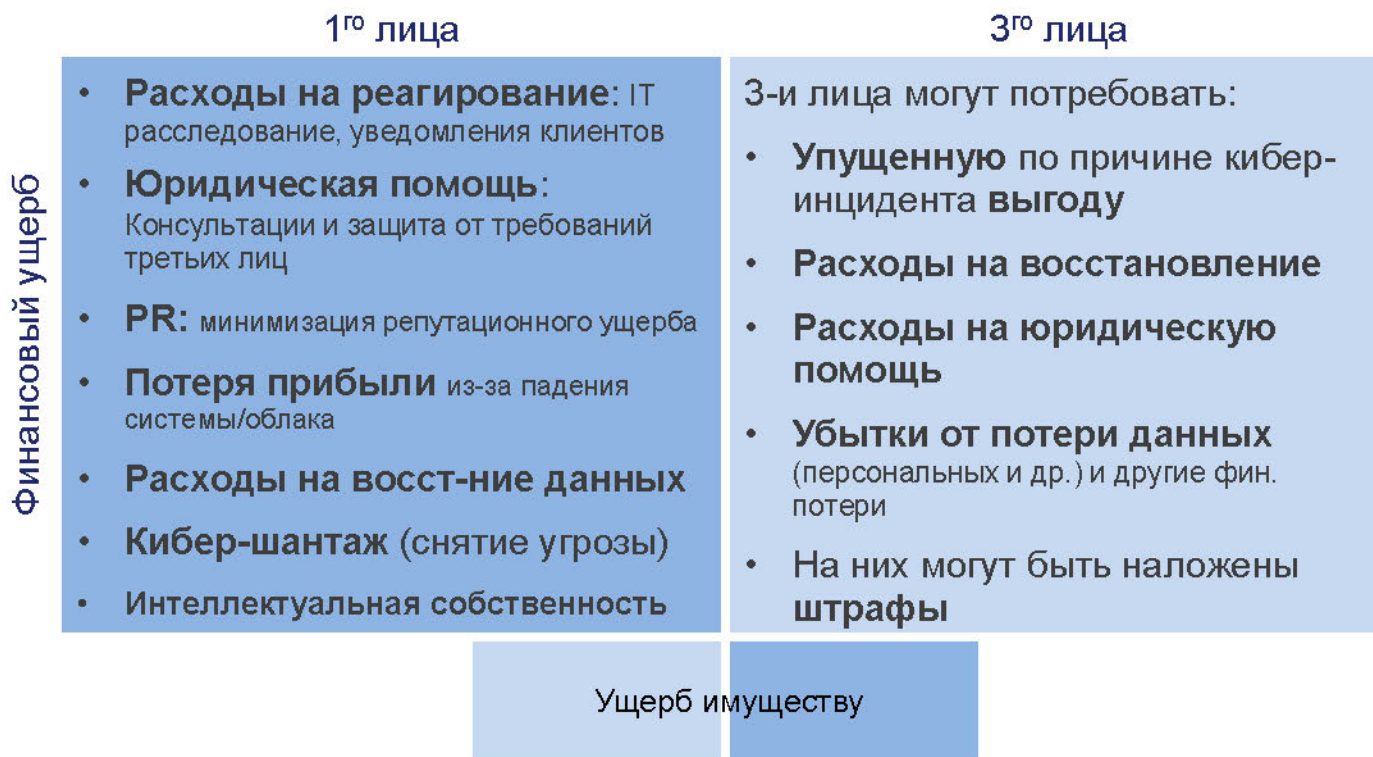 1го лица
3го лица
Финансовый ущерб
• Расходы на реагирование: IT
расследование, уведомления клиентов
• Юридическая помощь:
Консультации и защита от требований
третьих лиц
• PR: минимизация репутационного ущерба
• Потеря прибыли из-за падения
системы/облака
• Расходы на восст-ние данных
• Кибер-шантаж (снятие угрозы)
• Интеллектуальная собственность
3-и лица могут потребовать:
• Упущенную по причине кибер-
инцидента выгоду
• Расходы на восстановление
• Расходы на юридическую
помощь
• Убытки от потери данных
(персональных и др.) и другие фин.
потери
• На них могут быть наложены
штрафы
Ущерб имуществу